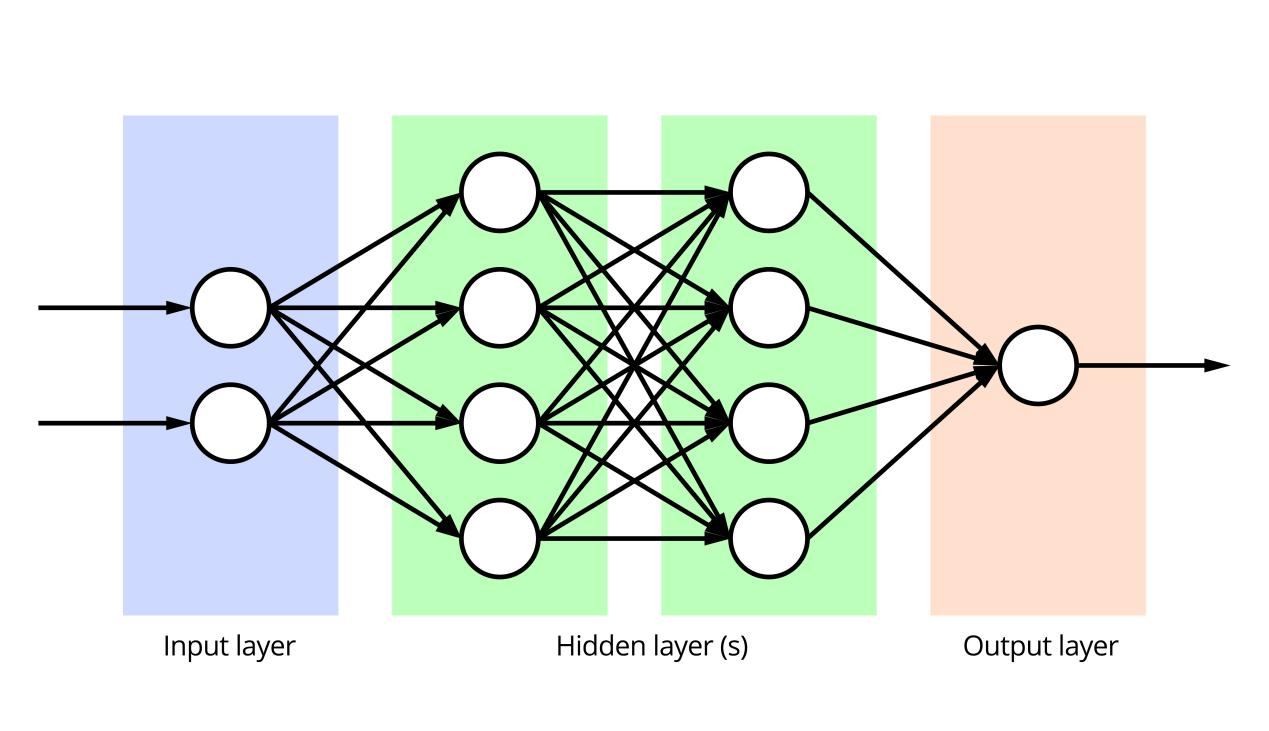 Input layer
Hidden layer (s)
Output layer